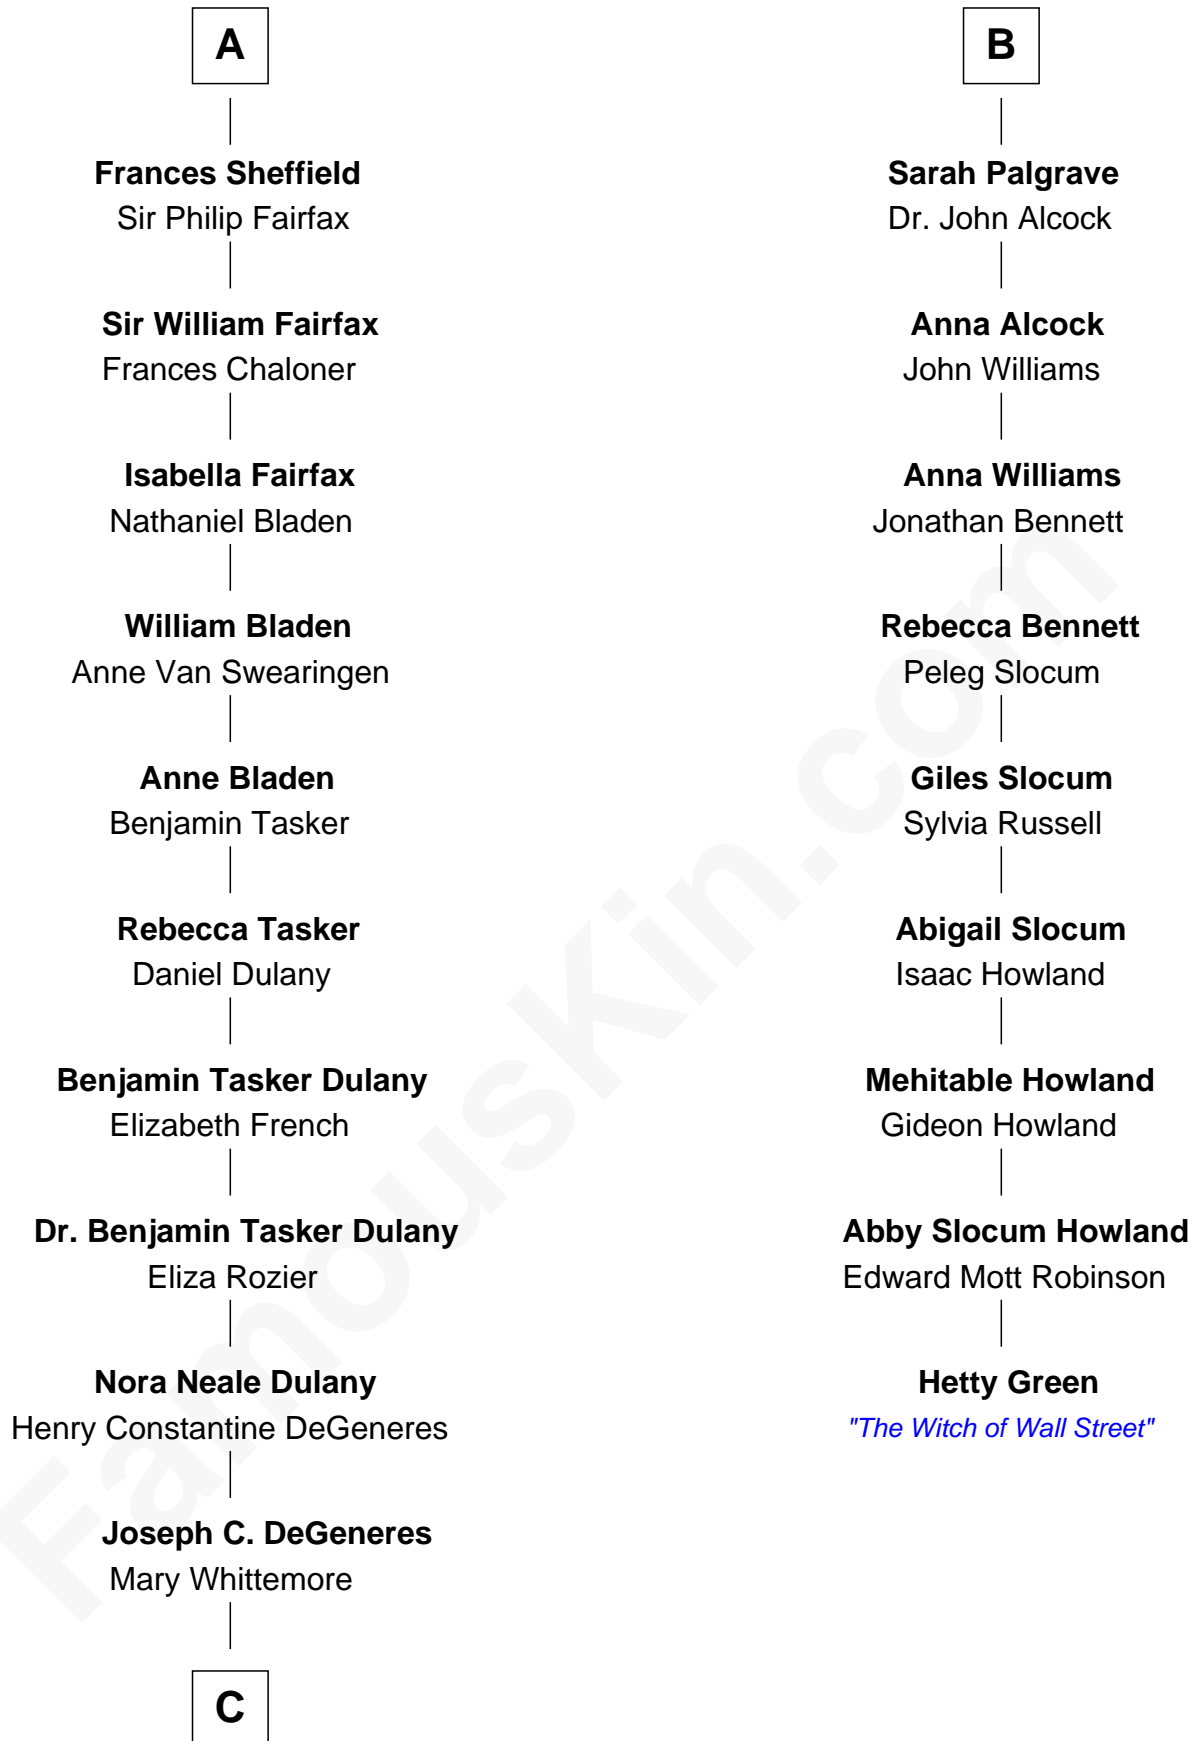 A
Frances Sheffield
Sir Philip Fairfax
Sir William Fairfax
Frances Chaloner
Isabella Fairfax
Nathaniel Bladen
William Bladen
Anne Van Swearingen
Anne Bladen
Benjamin Tasker
Rebecca Tasker
Daniel Dulany
Benjamin Tasker Dulany
Elizabeth French
Dr. Benjamin Tasker Dulany
Eliza Rozier
Nora Neale Dulany
Henry Constantine DeGeneres
Joseph C. DeGeneres
Mary Whittemore
C
B
Sarah Palgrave
Dr. John Alcock
Anna Alcock
John Williams
Anna Williams
Jonathan Bennett
Rebecca Bennett
Peleg Slocum
Giles Slocum
Sylvia Russell
Abigail Slocum
Isaac Howland
Mehitable Howland
Gideon Howland
Abby Slocum Howland
Edward Mott Robinson
Hetty Green
"The Witch of Wall Street"
FamousKin.com